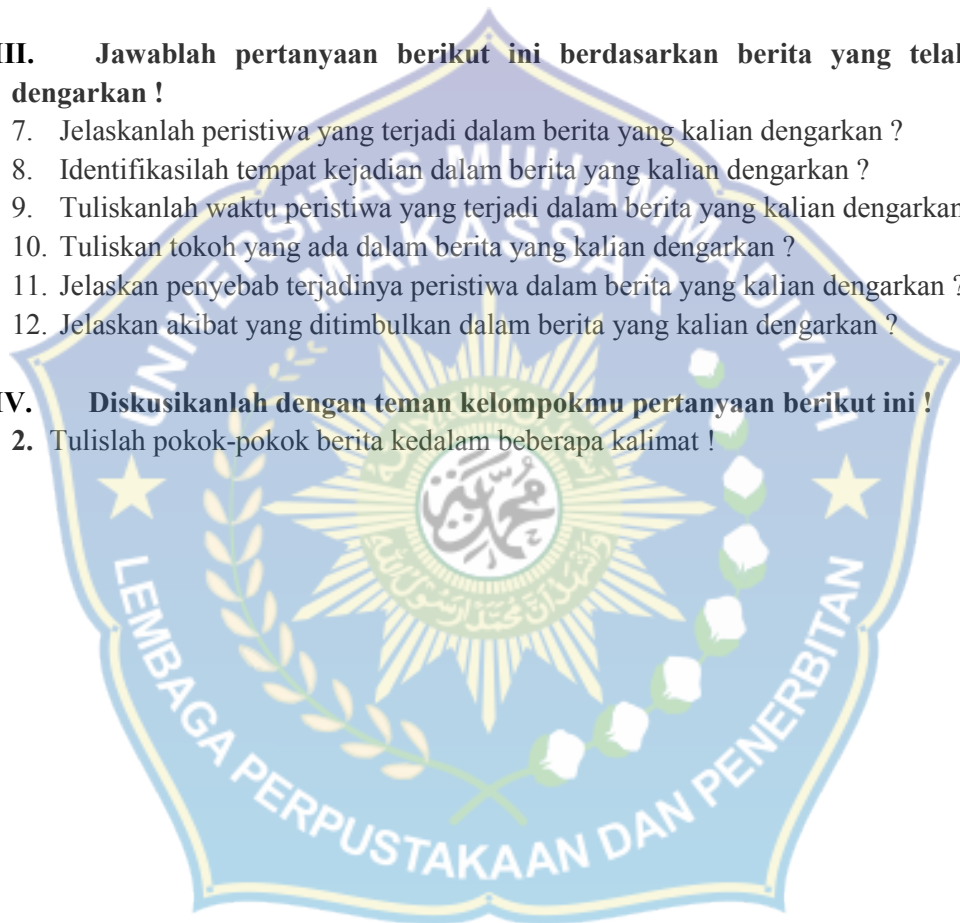 III. Jawablah pertanyaan berikut ini berdasarkan berita yang telah
dengarkan !
7. Jelaskanlah peristiwa yang terjadi dalam berita yang kalian dengarkan ?
8. Identifikasilah tempat kejadian dalam berita yang kalian dengarkan ?
9. Tuliskanlah waktu peristiwa yang terjadi dalam berita yang kalian dengarkan
10. Tuliskan tokoh yang ada dalam berita yang kalian dengarkan ?
11. Jelaskan penyebab terjadinya peristiwa dalam berita yang kalian dengarkan ?
12. Jelaskan akibat yang ditimbulkan dalam berita yang kalian dengarkan ?
IV. Diskusikanlah dengan teman kelompokmu pertanyaan berikut ini !
2. Tulislah pokok-pokok berita kedalam beberapa kalimat !
UNIVERSITAS MUHAMMADIYAH
MAKASSAR
LEMBAGA PERPUSTAKAAN DAN PENERBITAN